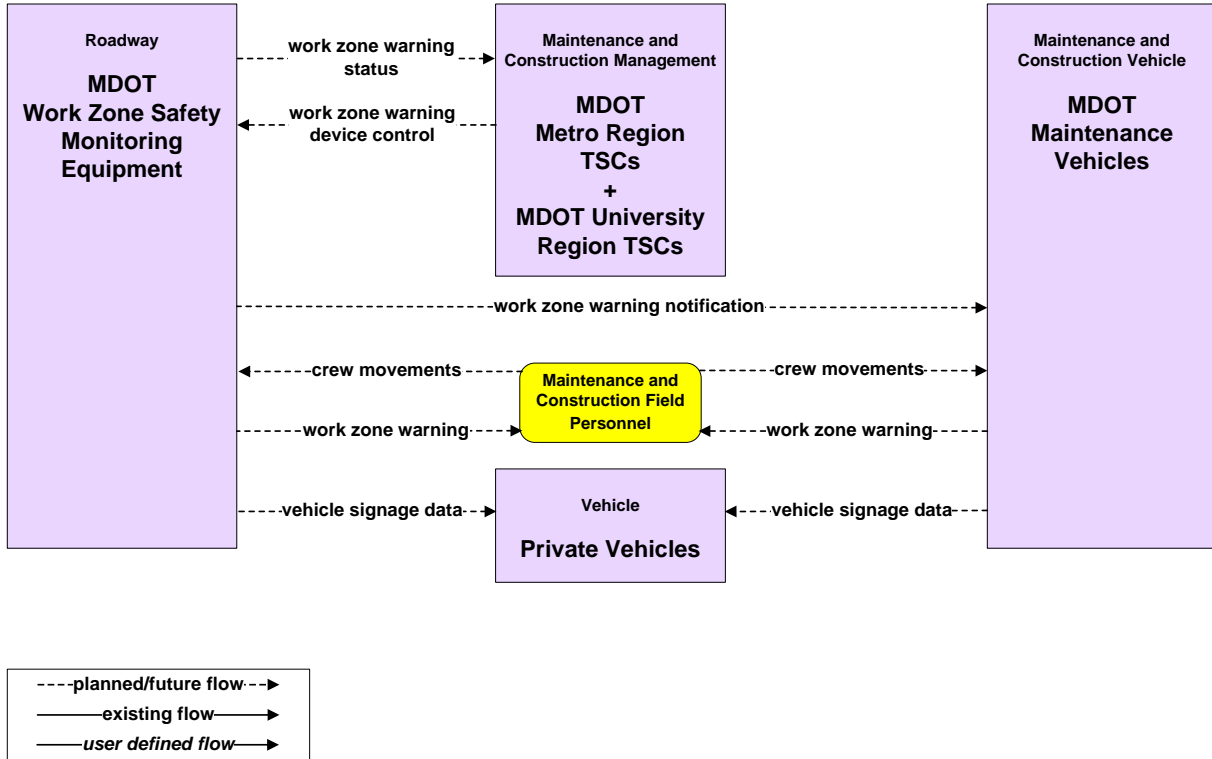 Roadway
MDOT
Work Zone Safety
Monitoring
Equipment
work zone warning
status
work zone warning
device control
Maintenance and
Construction Management
MDOT
Metro Region
TSCs
+
MDOT University
Region TSCs
Maintenance and
Construction Vehicle
MDOT
Maintenance
Vehicles
work zone warning notification
crew movements
Maintenance and
Construction Field
Personnel
crew movements
work zone warning
work zone warning
vehicle signage data
Vehicle
Private Vehicles
vehicle signage data
planned/future flow
existing flow
user defined flow